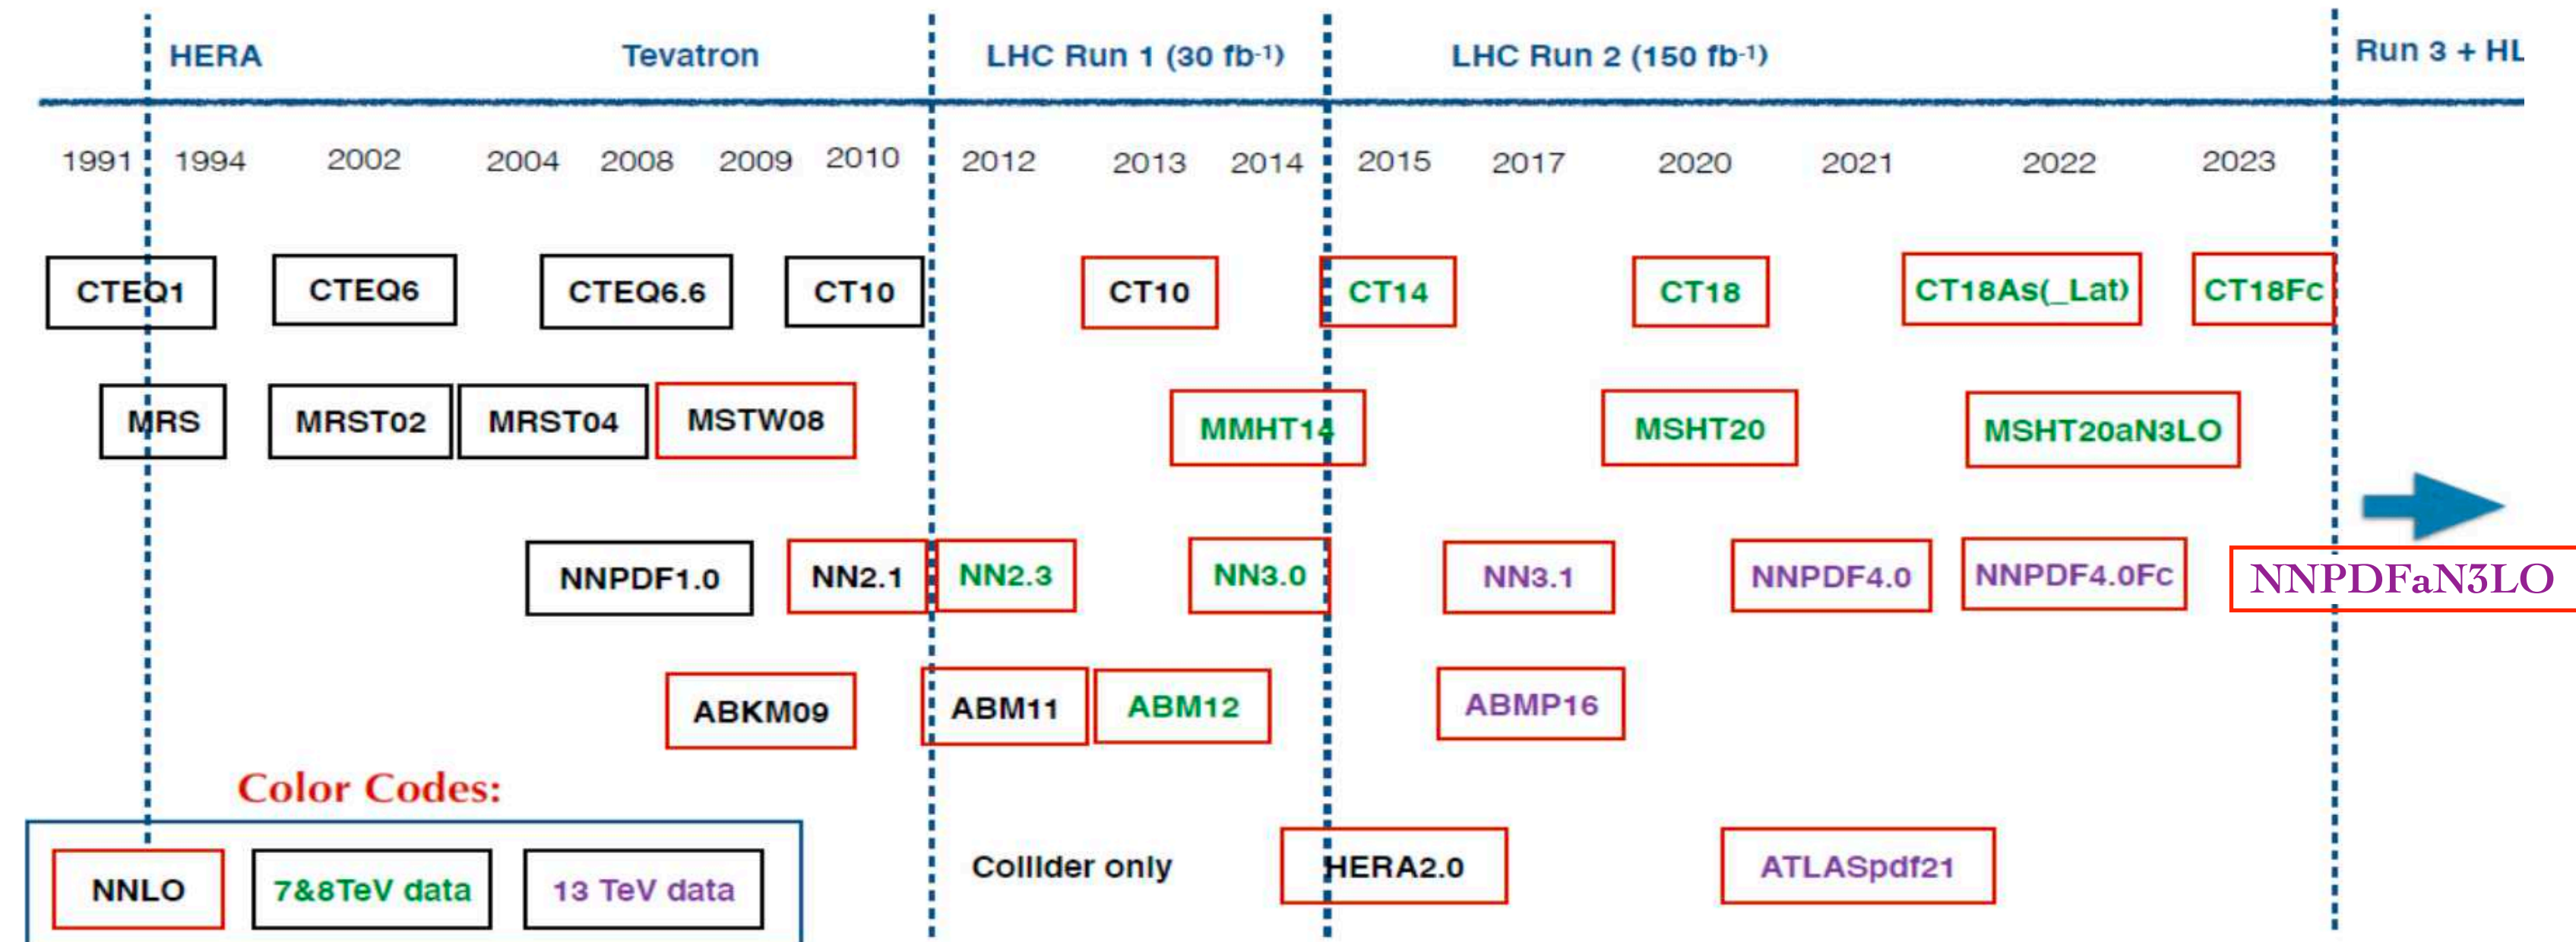 HERA Tevatron LHC Run 1 (30 fb-1) LHC Run 2 (150 fb-1) Run 3 + HL
1991 1994 2002 2004 2008 2009 2010 2012 2013 2014 2015 2017 2020 2021 2022 2023
CTEQ1 CTEQ6 CTEQ6.6 CT10 CT10 CT14 CT18 CT18As(_Lat) CT18Fc
MRS MRST02 MRST04 MSTW08 MMHT14 MSHT20 MSHT20aN3LO
NNPDF1.0 NN2.1 NN2.3 NN3.0 NN3.1 NNPDF4.0 NNPDF4.0Fc NNPDFaN3LO
ABKM09 ABM11 ABM12 ABMP16
Color Codes:
Collider only HERA2.0 ATLASpdf21
NNLO 7&8TeV data 13 TeV data